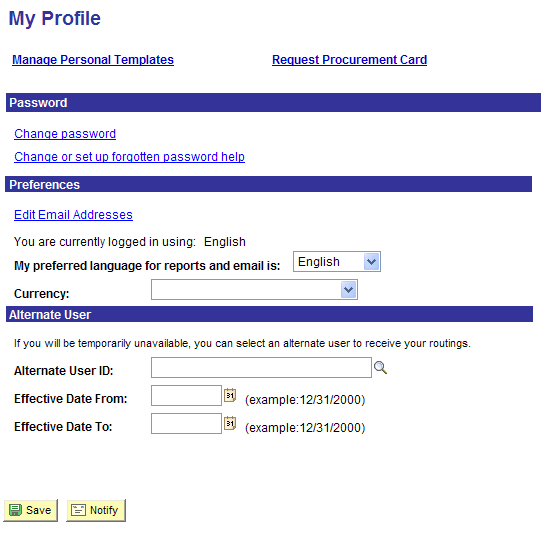 My Profile
Manage Personal Templates Request Procurement Card
Password
Change password
Change or set up forgotten password help
Preferences
Edit Email Addresses
You are currently logged in using: English
My preferred language for reports and email is: English
Currency:
Alternate User
If you will be temporarily unavailable, you can select an alternate user to receive your routings.
Alternate User ID:
Effective Date From: 31 (example:12/31/2000)
Effective Date To: 31 (example:12/31/2000)
Save Notify